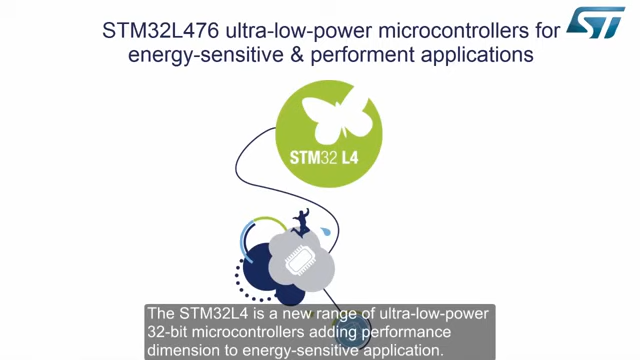 STM32L476 ultra-low-power microcontrollers for
energy-sensitive & performent applications
ST
STM32 L4
The STM32L4 is a new range of ultra-low-power
32-bit microcontrollers adding performance
dimension to energy-sensitive application.